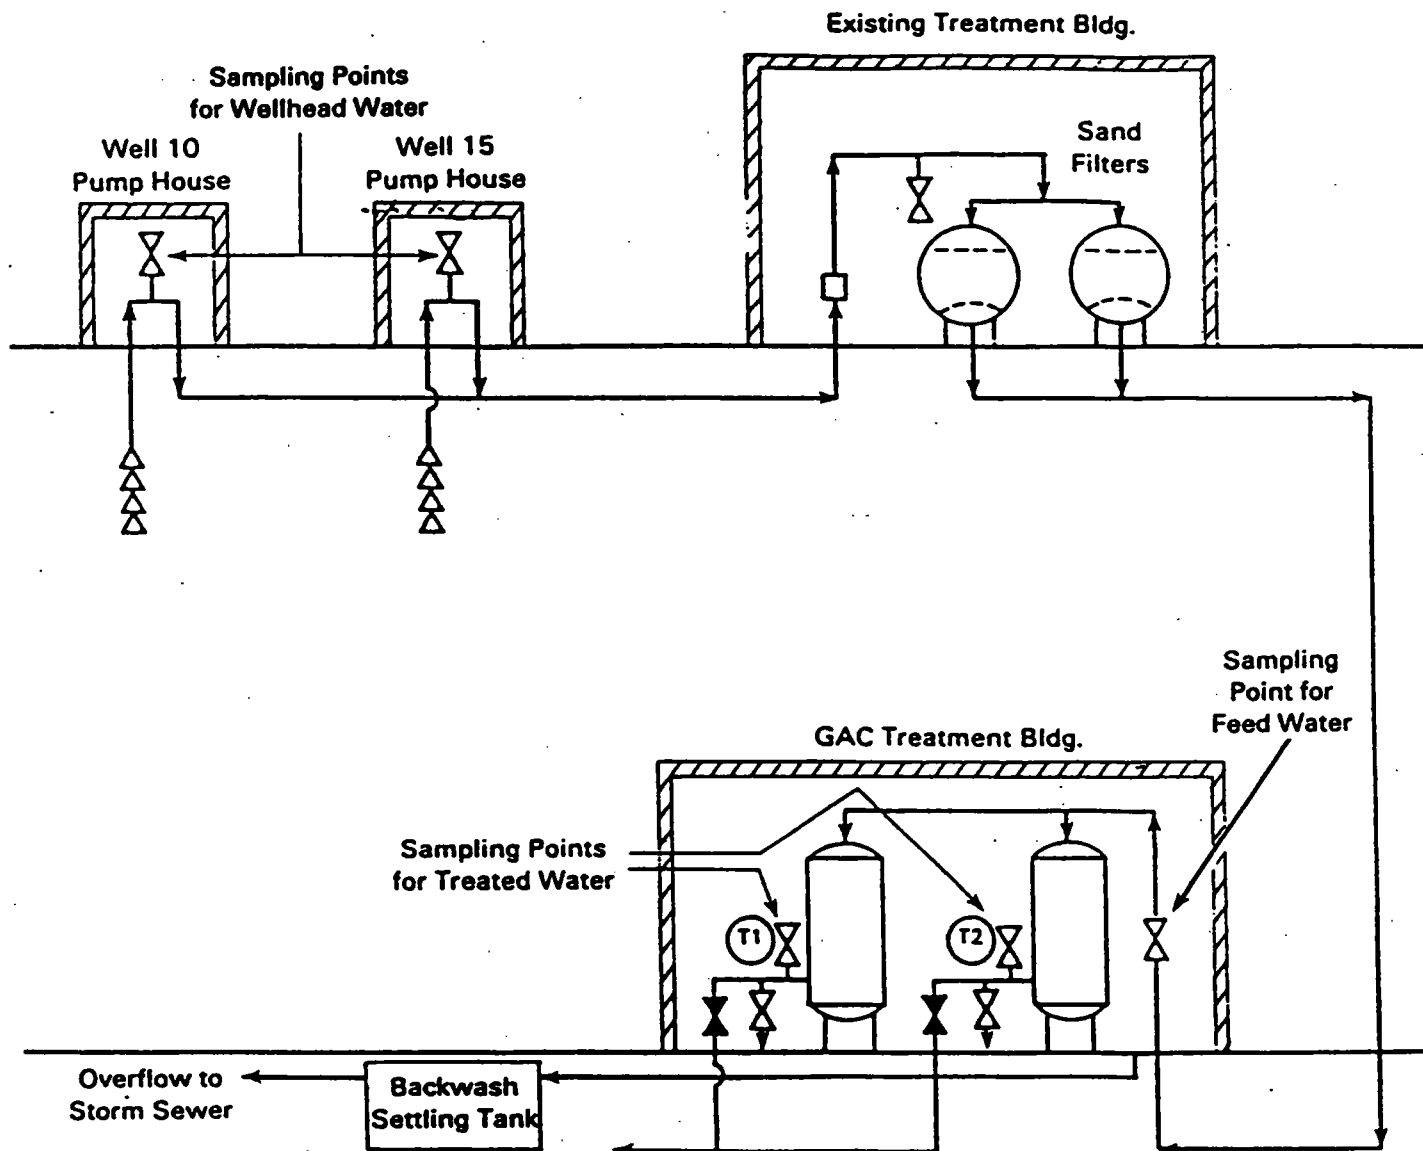 Existing Treatment Bldg.
Sampling Points
for Wellhead Water
Well 10
Pump House
Well 15
Pump House
Sand
Filters
Sampling
Point for
Feed Water
GAC Treatment Bldg.
Sampling Points
for Treated Water
T1
T2
Overflow to
Storm Sewer
Backwash
Settling Tank